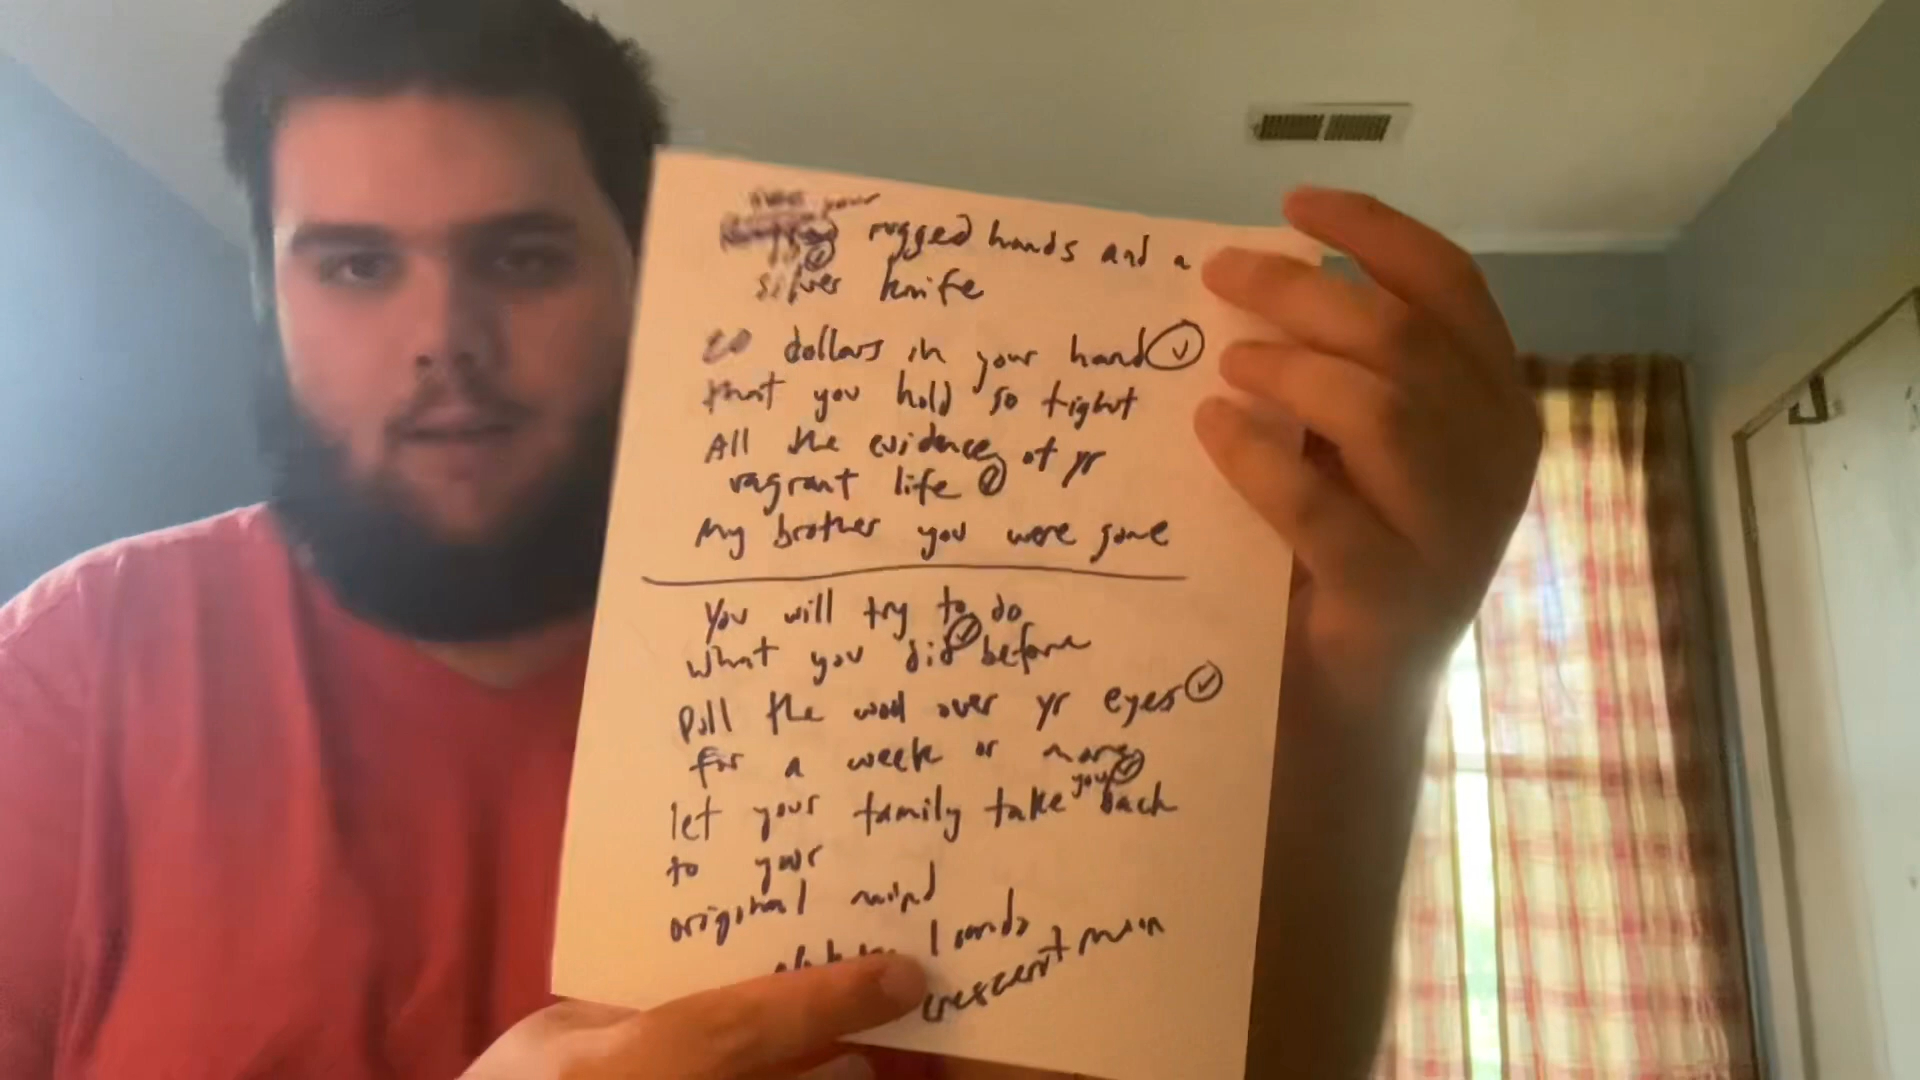 your
rugged hands and a
silver knife
20 dollars in your hand
that you hold so tight
All the evidence of yr
vagrant life
My brother you were gone
You will try to do
what you did before
Pull the wool over yr eyes
for a week or more
let your family take you back
to your
original mind
crescent moon